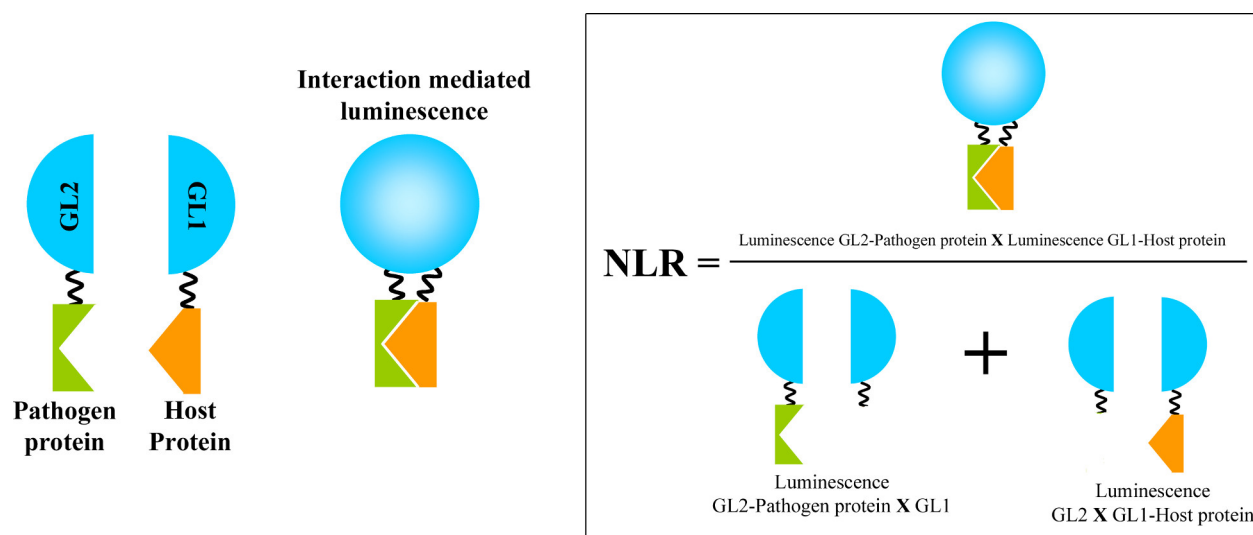 Interaction mediated
luminescence
GL2
GL1
Pathogen
protein
Host
Protein
NLR =
Luminescence GL2-Pathogen protein X Luminescence GL1-Host protein
+
Luminescence
GL2-Pathogen protein X GL1
Luminescence
GL2 X GL1-Host protein